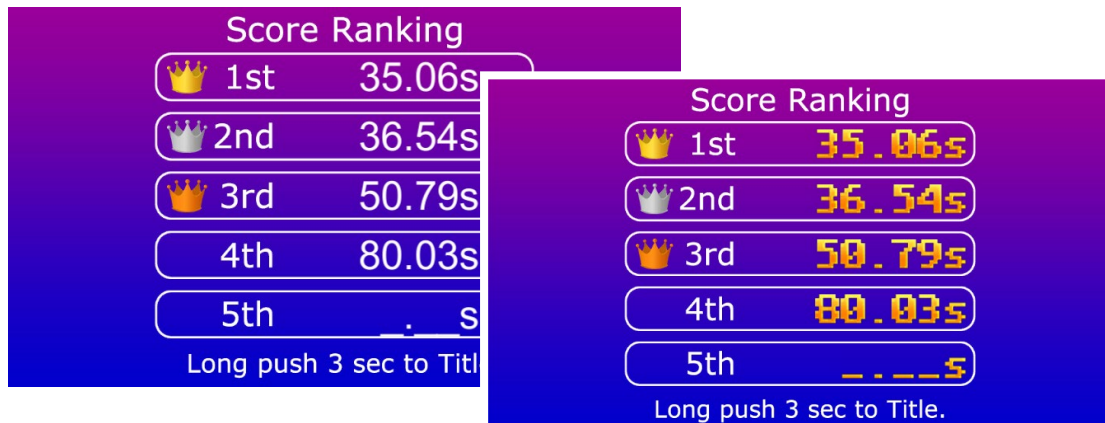 Score Ranking
1st 35.06s
2nd 36.54s
3rd 50.79s
4th 80.03s
5th _.__s
Long push 3 sec to Titl
Score Ranking
1st 35.06s
2nd 36.54s
3rd 50.79s
4th 80.03s
5th _.__s
Long push 3 sec to Title.